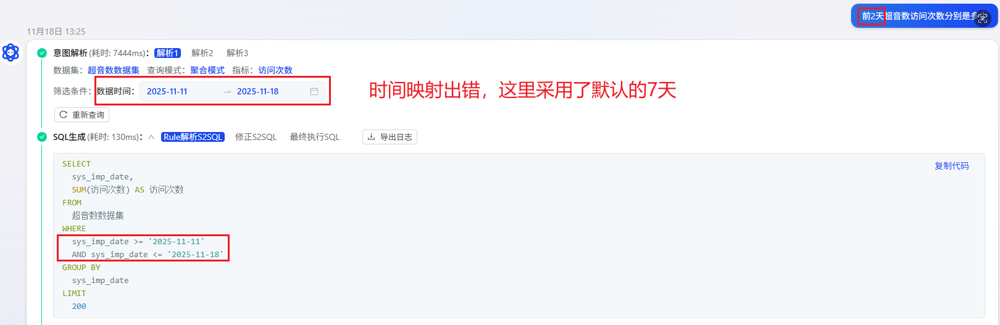 前2天超音数访问次数分别是多
11月18日 13:25
意图解析(耗时: 7444ms)： 解析1 解析2 解析3
数据集： 超音数数据集 查询模式： 聚合模式 指标： 访问次数
筛选条件： 数据时间： 2025-11-11 → 2025-11-18
时间映射出错，这里采用了默认的7天
重新查询
SQL生成(耗时: 130ms)： Rule解析S2SQL 修正S2SQL 最终执行SQL 导出日志
复制代码
SELECT
sys_imp_date,
SUM(访问次数) AS 访问次数
FROM
超音数数据集
WHERE
sys_imp_date >= '2025-11-11'
AND sys_imp_date <= '2025-11-18'
GROUP BY
sys_imp_date
LIMIT
200